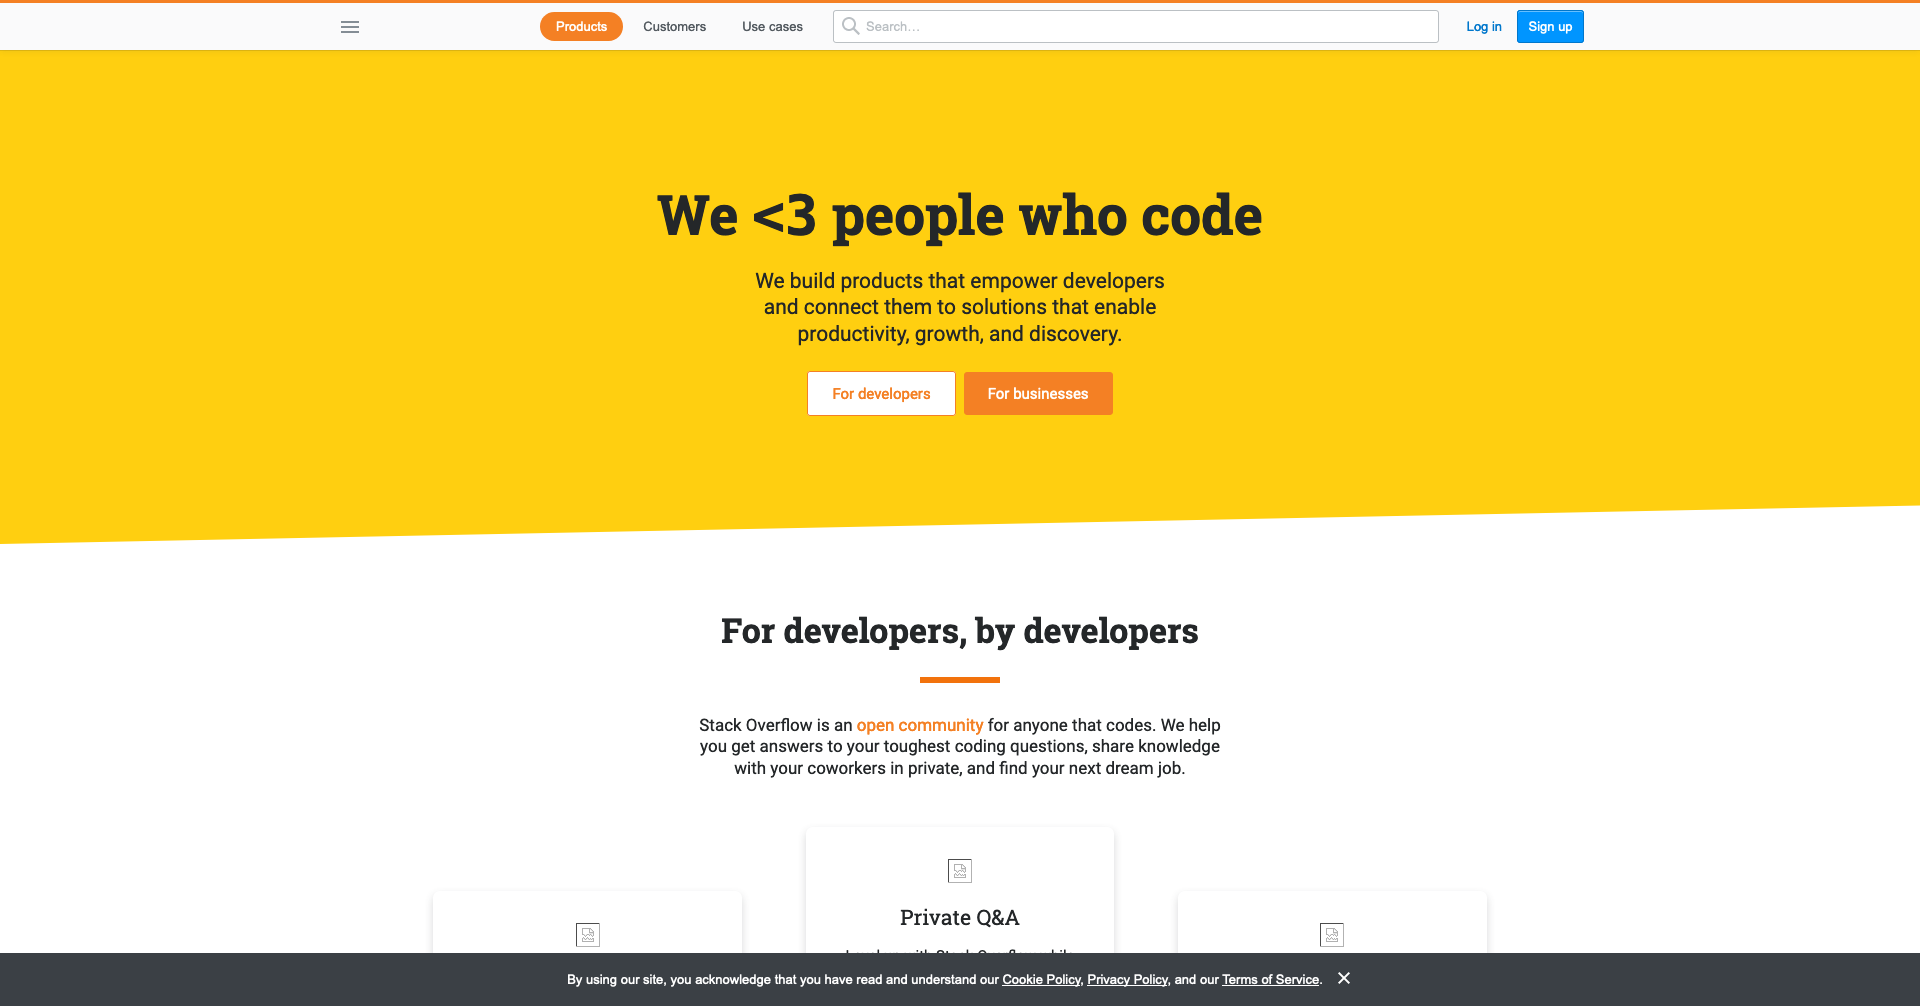 Products Customers Use cases Search... Log in Sign up
We <3 people who code
We build products that empower developers
and connect them to solutions that enable
productivity, growth, and discovery.
For developers For businesses
For developers, by developers
Stack Overflow is an open community for anyone that codes. We help
you get answers to your toughest coding questions, share knowledge
with your coworkers in private, and find your next dream job.
Private Q&A
By using our site, you acknowledge that you have read and understand our Cookie Policy, Privacy Policy, and our Terms of Service.